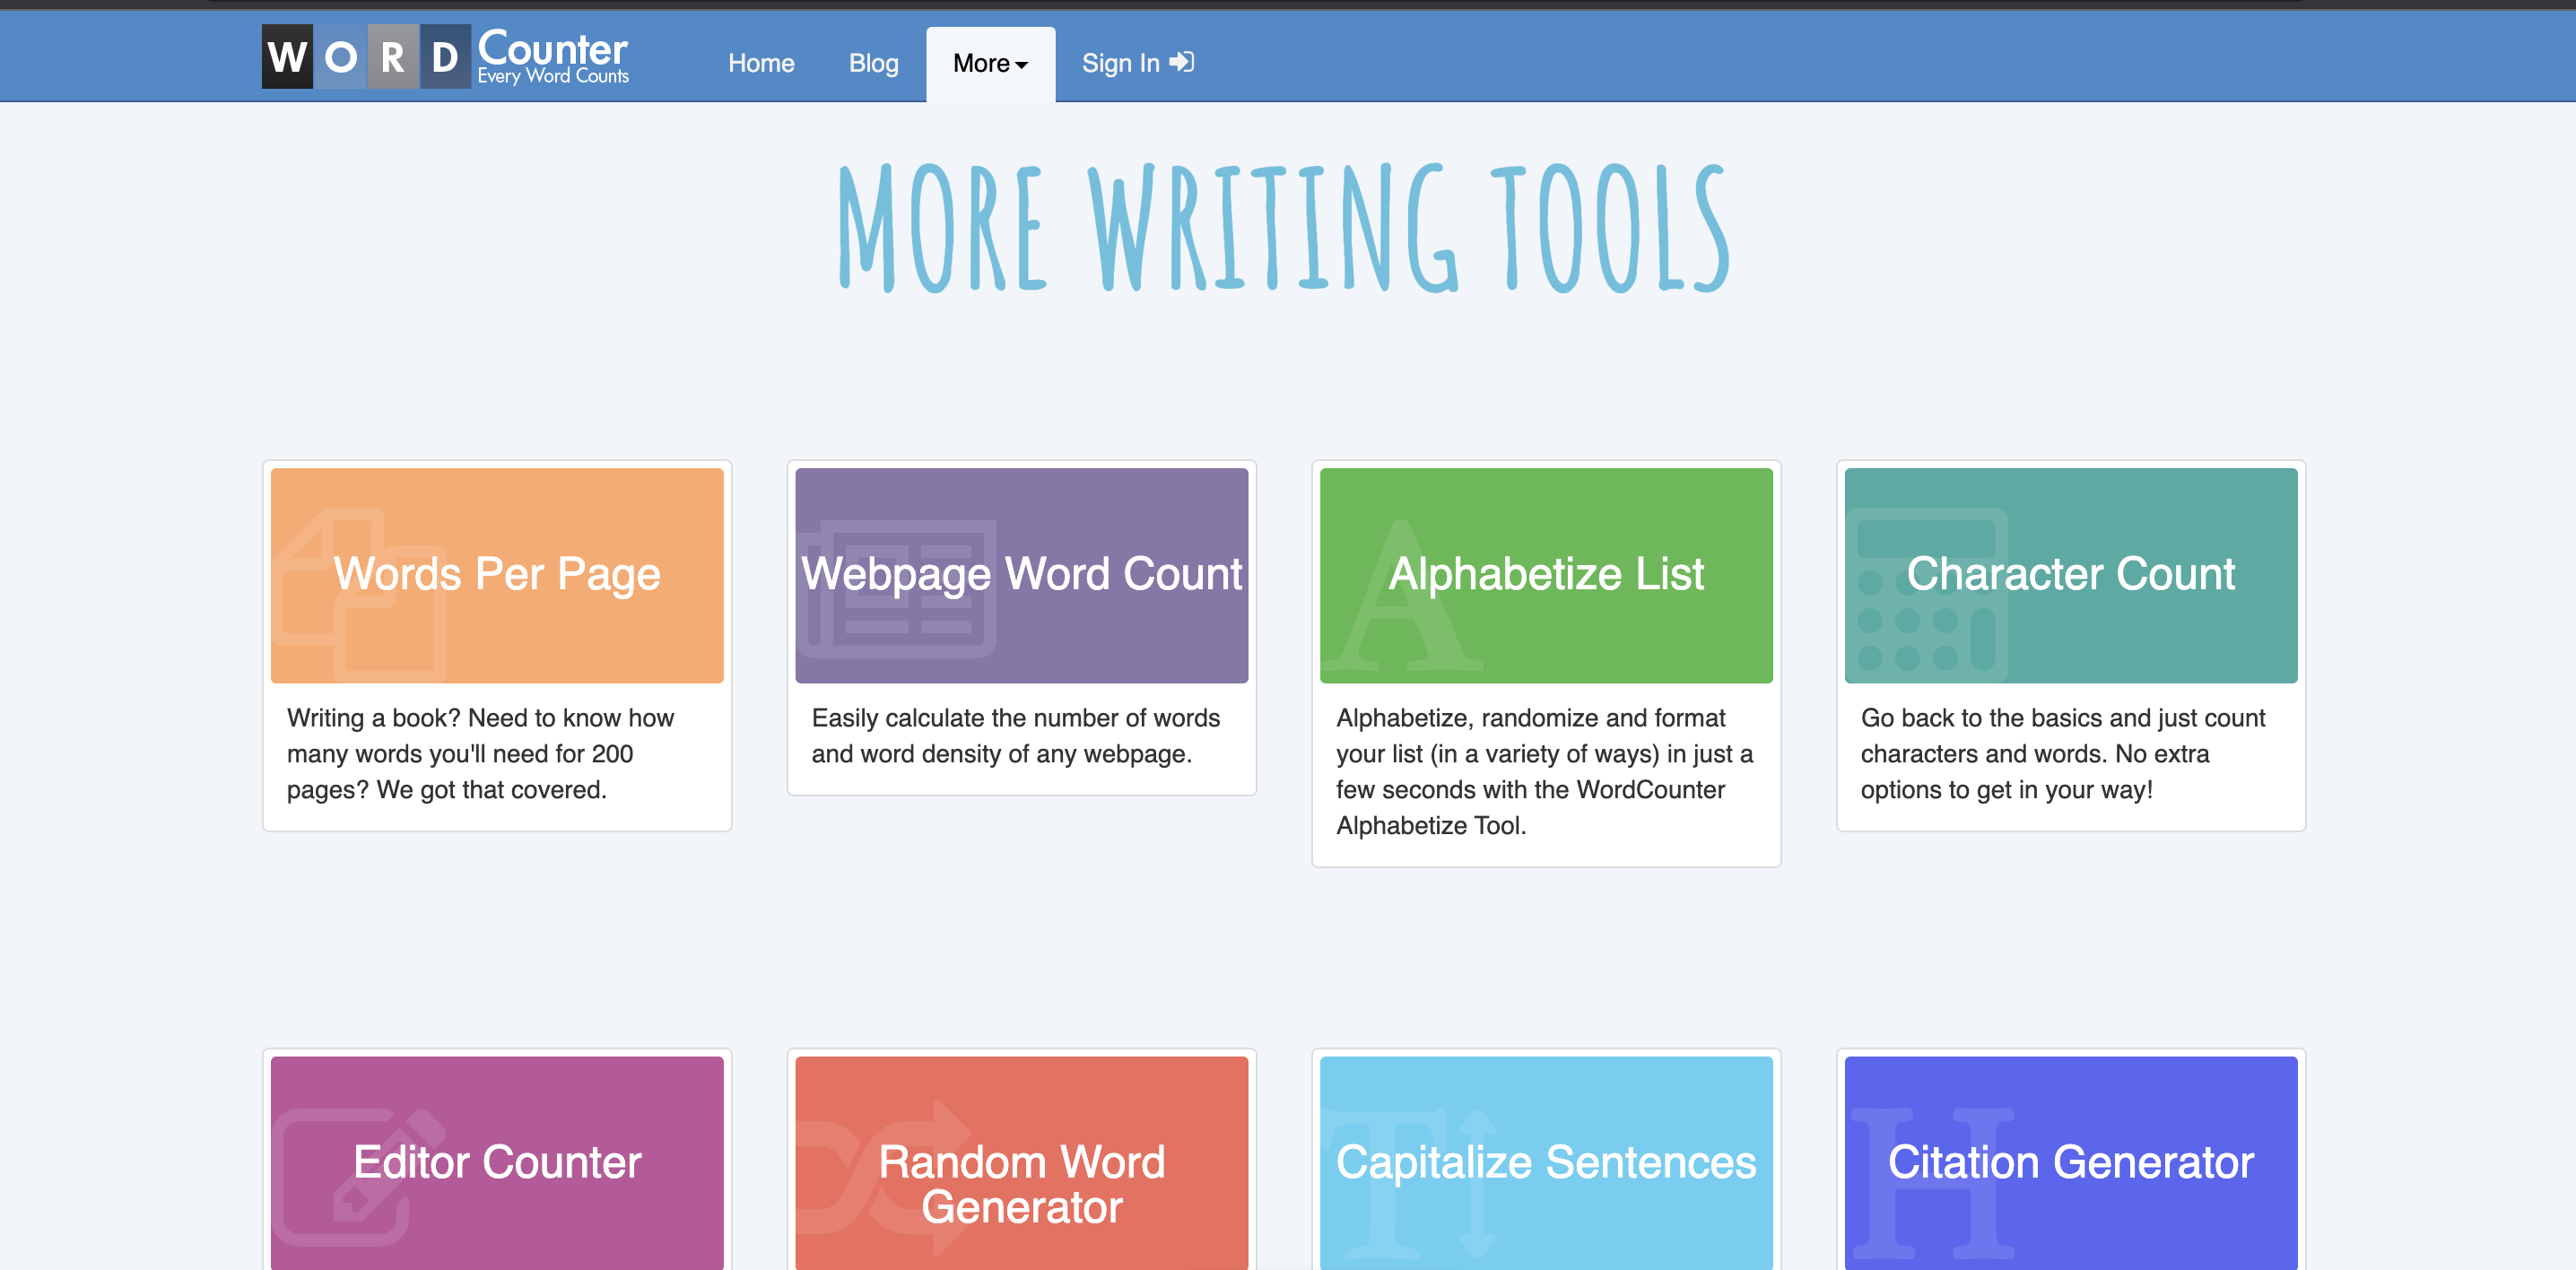 WORD Counter
Every Word Counts
Home Blog More Sign In
MORE WRITING TOOLS
Words Per Page
Writing a book? Need to know how
many words you'll need for 200
pages? We got that covered.
Webpage Word Count
Easily calculate the number of words
and word density of any webpage.
Alphabetize List
Alphabetize, randomize and format
your list (in a variety of ways) in just a
few seconds with the WordCounter
Alphabetize Tool.
Character Count
Go back to the basics and just count
characters and words. No extra
options to get in your way!
Editor Counter
Random Word
Generator
Capitalize Sentences
Citation Generator